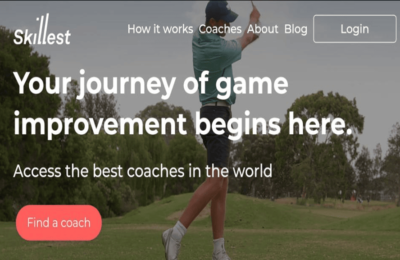 Skillest
How it works Coaches About Blog Login
Your journey of game
improvement begins here.
Access the best coaches in the world
Find a coach